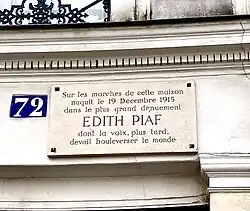 72
Sur les marches de cette maison
naquit le 19 Décembre 1915
dans le plus grand dénuement
EDITH PIAF
dont la voix, plus tard,
devait bouleverser le monde